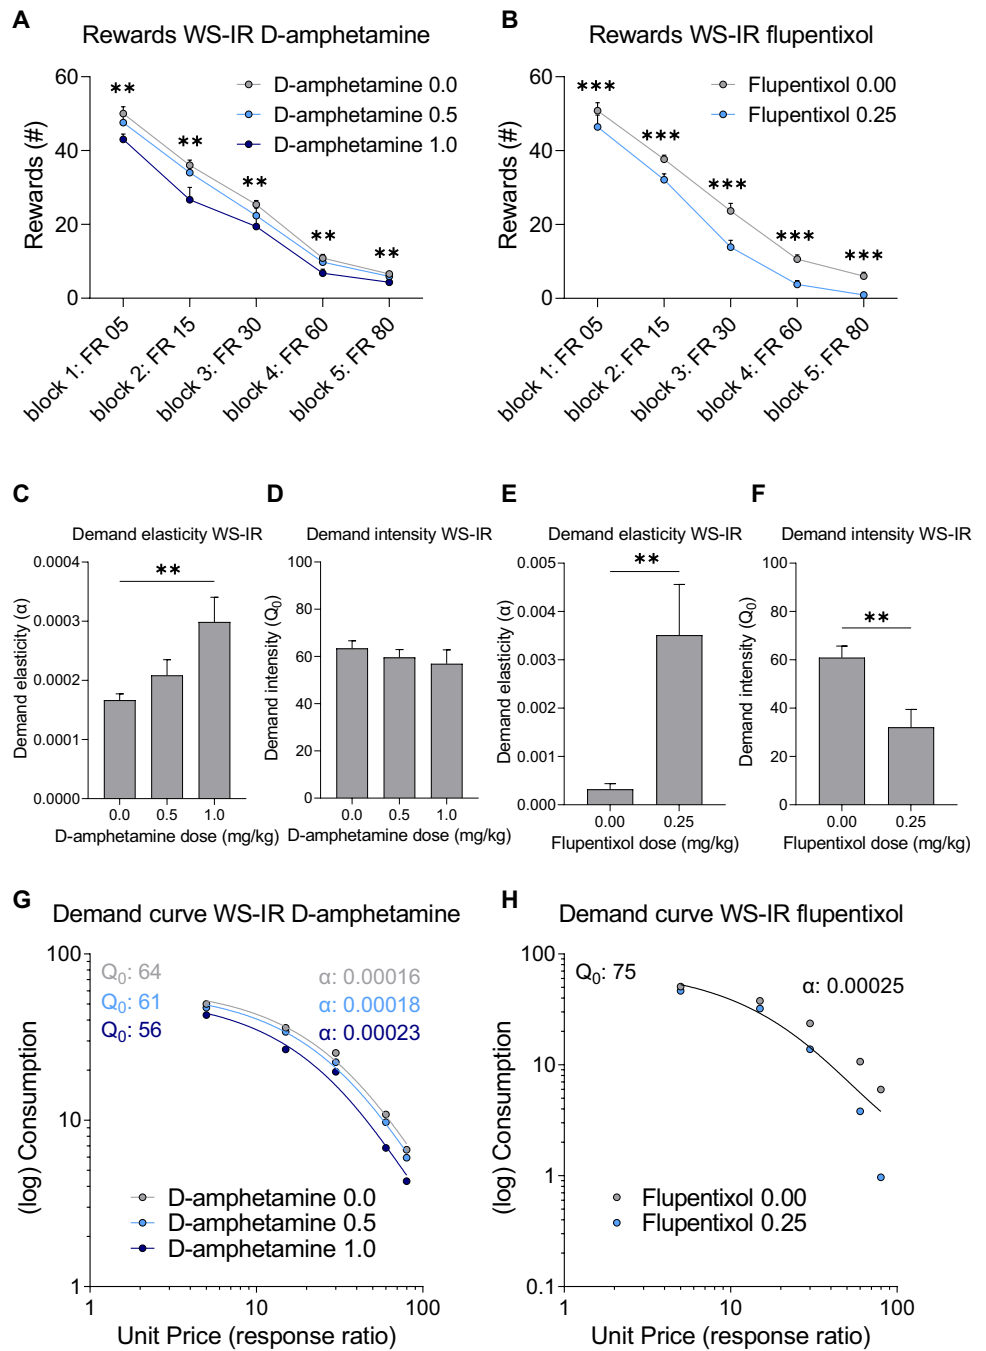 A
Rewards WS-IR D-amphetamine
Rewards (#)
60
40
20
0
D-amphetamine 0.0
D-amphetamine 0.5
D-amphetamine 1.0
**
**
**
**
**
block 1: FR 05
block 2: FR 15
block 3: FR 30
block 4: FR 60
block 5: FR 80
B
Rewards WS-IR flupentixol
Rewards (#)
60
40
20
0
Flupentixol 0.00
Flupentixol 0.25
***
***
***
***
***
block 1: FR 05
block 2: FR 15
block 3: FR 30
block 4: FR 60
block 5: FR 80
C
Demand elasticity WS-IR
Demand elasticity (α)
0.0004
0.0003
0.0002
0.0001
0.0000
**
0.0 0.5 1.0
D-amphetamine dose (mg/kg)
D
Demand intensity WS-IR
Demand intensity (Q₀)
100
80
60
40
20
0
0.0 0.5 1.0
D-amphetamine dose (mg/kg)
E
Demand elasticity WS-IR
Demand elasticity (α)
0.005
0.004
0.003
0.002
0.001
0.000
**
0.00 0.25
Flupentixol dose (mg/kg)
F
Demand intensity WS-IR
Demand intensity (Q₀)
100
80
60
40
20
0
**
0.00 0.25
Flupentixol dose (mg/kg)
G
Demand curve WS-IR D-amphetamine
(log) Consumption
100
10
1
Q₀: 64 α: 0.00016
Q₀: 61 α: 0.00018
Q₀: 56 α: 0.00023
D-amphetamine 0.0
D-amphetamine 0.5
D-amphetamine 1.0
1 10 100
Unit Price (response ratio)
H
Demand curve WS-IR flupentixol
(log) Consumption
100
10
1
0.1
Q₀: 75
α: 0.00025
Flupentixol 0.00
Flupentixol 0.25
1 10 100
Unit Price (response ratio)